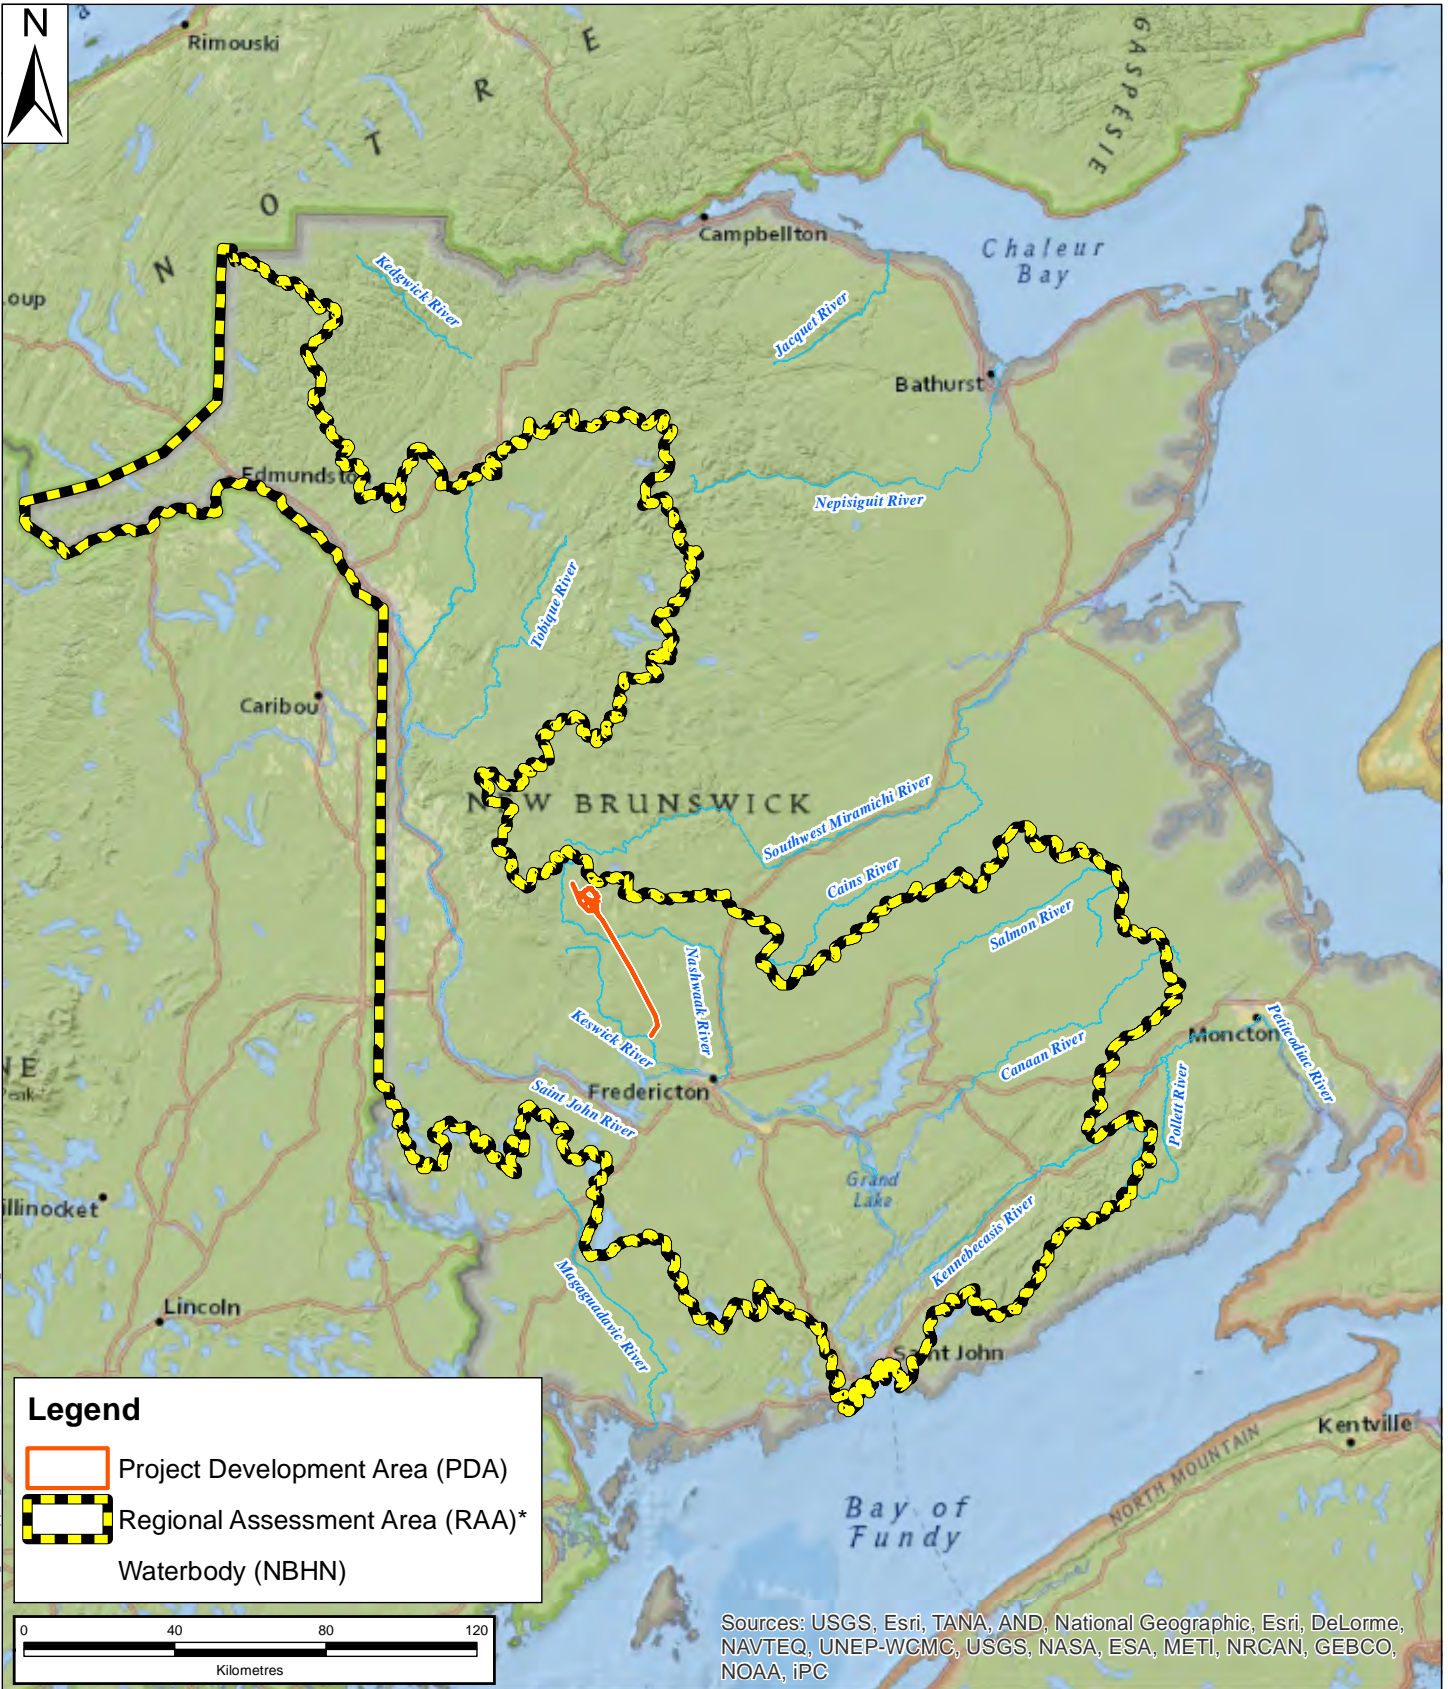 N
Rimouski
N O T R E
GASPÉSIE
Campbellton
Chaleur
Bay
Kedgwick River
oup
Jacquet River
Bathurst
Edmundsto
Nepisiguit River
Tobique River
Caribou
NEW BRUNSWICK
Southwest Miramichi River
Cains River
Salmon River
Nashwaak River
Keswick River
Canaan River
Moncton
Petitcodiac River
NE
eak
Fredericton
Saint John River
Pollett River
Grand
Lake
illinocket
Kennebecasis River
Magaguadavic River
Lincoln
Saint John
Kentville
NORTH MOUNTAIN
Bay of
Fundy
Legend
Project Development Area (PDA)
Regional Assessment Area (RAA)*
Waterbody (NBHN)
0 40 80 120
Kilometres
Sources: USGS, Esri, TANA, AND, National Geographic, Esri, DeLorme,
NAVTEQ, UNEP-WCMC, USGS, NASA, ESA, METI, NRCAN, GEBCO,
NOAA, iPC